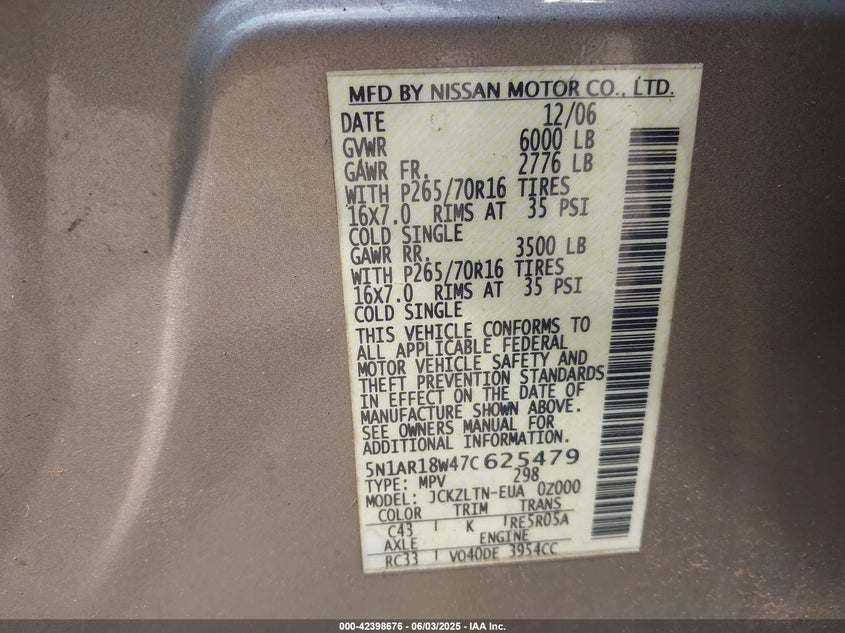 MFD BY NISSAN MOTOR CO., LTD.
DATE 12/06
GVWR 6000 LB
GAWR FR. 2776 LB
WITH P265/70R16 TIRES
16x7.0 RIMS AT 35 PSI
COLD SINGLE
GAWR RR. 3500 LB
WITH P265/70R16 TIRES
16x7.0 RIMS AT 35 PSI
COLD SINGLE
THIS VEHICLE CONFORMS TO
ALL APPLICABLE FEDERAL
MOTOR VEHICLE SAFETY AND
THEFT PREVENTION STANDARDS
IN EFFECT ON THE DATE OF
MANUFACTURE SHOWN ABOVE.
SEE OWNERS MANUAL FOR
ADDITIONAL INFORMATION.
5N1AR18W47C625479
TYPE: MPV 298
MODEL: JCKZLTN-EUA 0Z000
COLOR TRIM TRANS
C43 K RE5R05A
AXLE ENGINE
RC33 VQ40DE 3954CC
000-42398676 - 06/03/2025 - IAA Inc.